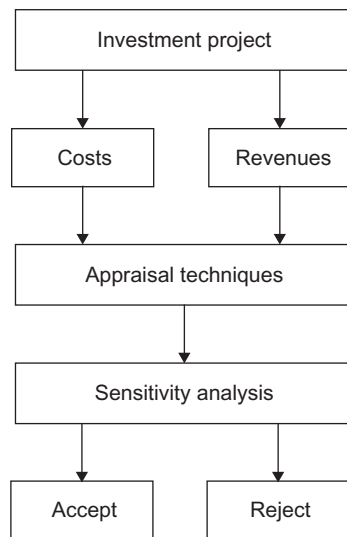 Investment project
Costs
Revenues
Appraisal techniques
Sensitivity analysis
Accept
Reject